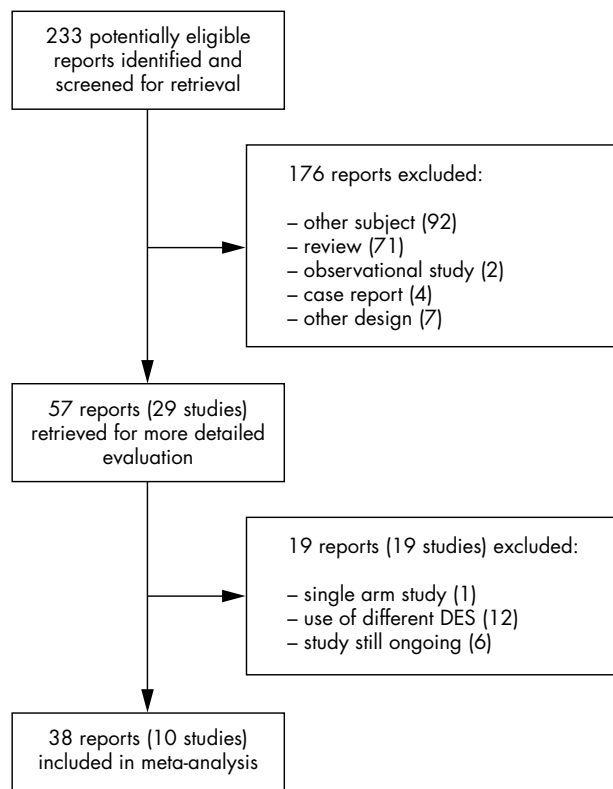 233 potentially eligible
reports identified and
screened for retrieval
176 reports excluded:
– other subject (92)
– review (71)
– observational study (2)
– case report (4)
– other design (7)
57 reports (29 studies)
retrieved for more detailed
evaluation
19 reports (19 studies) excluded:
– single arm study (1)
– use of different DES (12)
– study still ongoing (6)
38 reports (10 studies)
included in meta-analysis